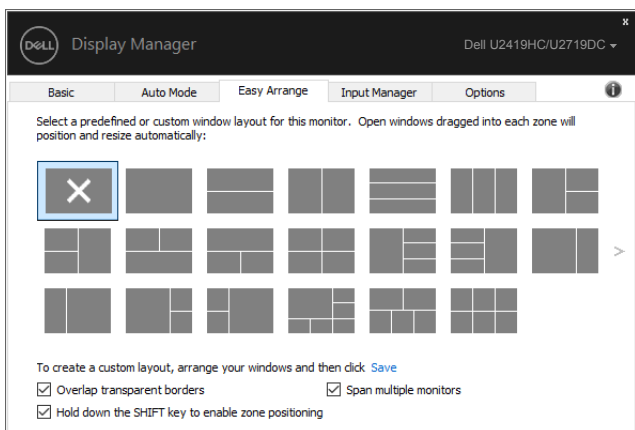 x
DELL Display Manager Dell U2419HC/U2719DC
Basic Auto Mode Easy Arrange Input Manager Options i
Select a predefined or custom window layout for this monitor. Open windows dragged into each zone will
position and resize automatically:
>
To create a custom layout, arrange your windows and then click Save
Overlap transparent borders Span multiple monitors
Hold down the SHIFT key to enable zone positioning